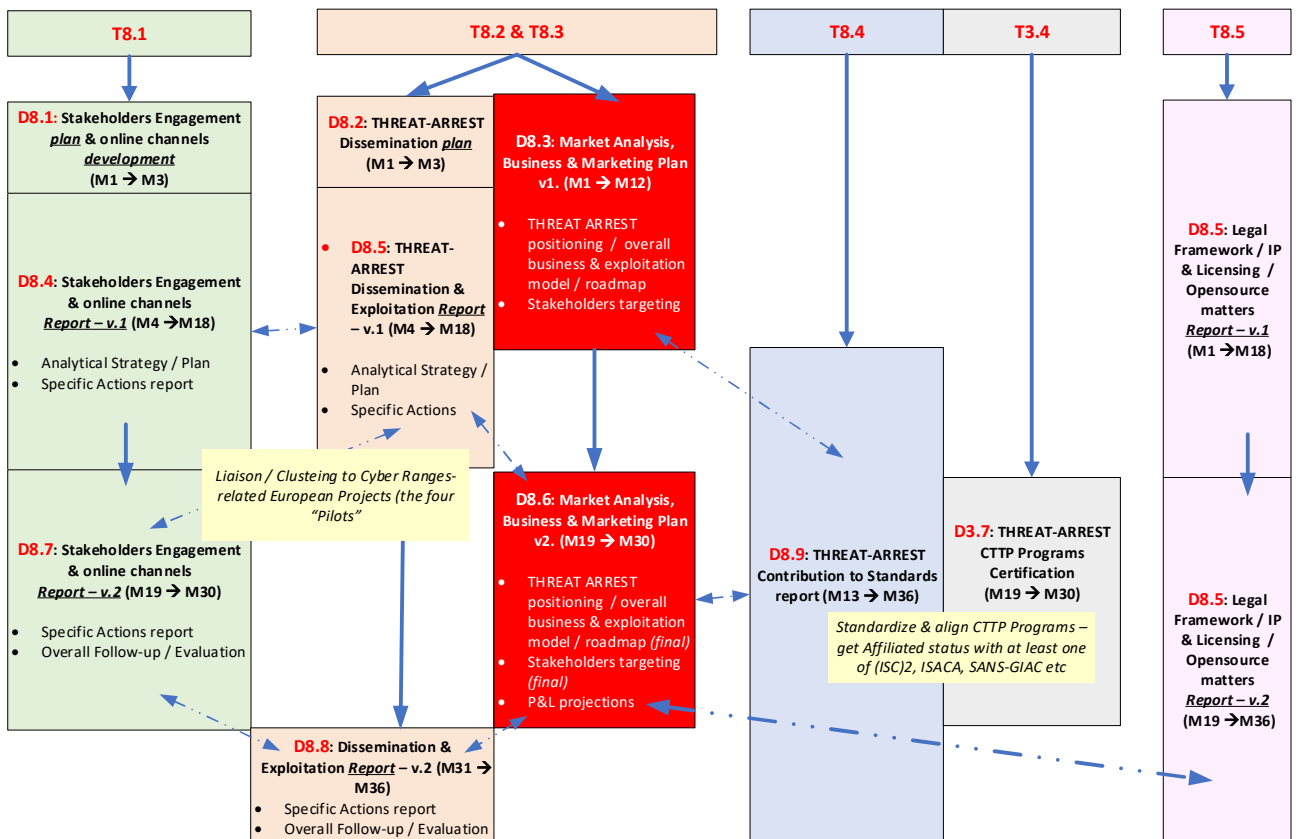 T8.1
T8.2 & T8.3
T8.4
T3.4
T8.5
D8.1: Stakeholders Engagement
plan & online channels
development
(M1 → M3)
D8.4: Stakeholders Engagement
& online channels
Report – v.1 (M4 →M18)
• Analytical Strategy / Plan
• Specific Actions report
D8.7: Stakeholders Engagement
& online channels
Report – v.2 (M19 → M30)
• Specific Actions report
• Overall Follow-up / Evaluation
D8.2: THREAT-ARREST
Dissemination plan
(M1 → M3)
• D8.5: THREAT-
ARREST
Dissemination &
Exploitation Report
– v.1 (M4 → M18)
• Analytical Strategy /
Plan
• Specific Actions
Liaison / Clusteing to Cyber Ranges-
related European Projects (the four
“Pilots”
D8.8: Dissemination &
Exploitation Report – v.2 (M31 →
M36)
• Specific Actions report
• Overall Follow-up / Evaluation
D8.3: Market Analysis,
Business & Marketing Plan
v1. (M1 → M12)
• THREAT ARREST
positioning / overall
business & exploitation
model / roadmap
• Stakeholders targeting
D8.6: Market Analysis,
Business & Marketing Plan
v2. (M19 → M30)
• THREAT ARREST
positioning / overall
business & exploitation
model / roadmap (final)
• Stakeholders targeting
(final)
• P&L projections
D8.9: THREAT-ARREST
Contribution to Standards
report (M13 → M36)
D3.7: THREAT-ARREST
CTTP Programs
Certification
(M19 → M30)
Standardize & align CTTP Programs –
get Affiliated status with at least one
of (ISC)2, ISACA, SANS-GIAC etc
D8.5: Legal
Framework / IP
& Licensing /
Opensource
matters
Report – v.1
(M1 →M18)
D8.5: Legal
Framework / IP
& Licensing /
Opensource
matters
Report – v.2
(M19 →M36)